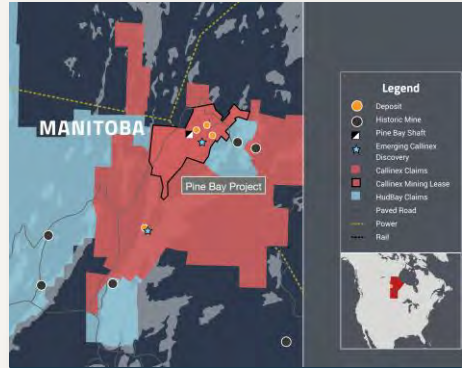 MANITOBA
Pine Bay Project
Legend
Deposit
Historic Mine
Pine Bay Shaft
Emerging Callinex
Discovery
Callinex Claims
Callinex Mining Lease
HudBay Claims
Paved Road
Power
Rail